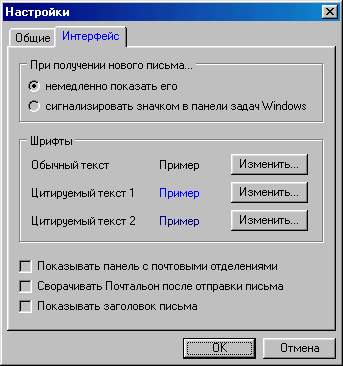 Настройки
Общие Интерфейс
При получении нового письма...
немедленно показать его
сигнализировать значком в панели задач Windows
Шрифты
Обычный текст Пример Изменить...
Цитируемый текст 1 Пример Изменить...
Цитируемый текст 2 Пример Изменить...
Показывать панель с почтовыми отделениями
Сворачивать Почтальон после отправки письма
Показывать заголовок письма
OK Отмена